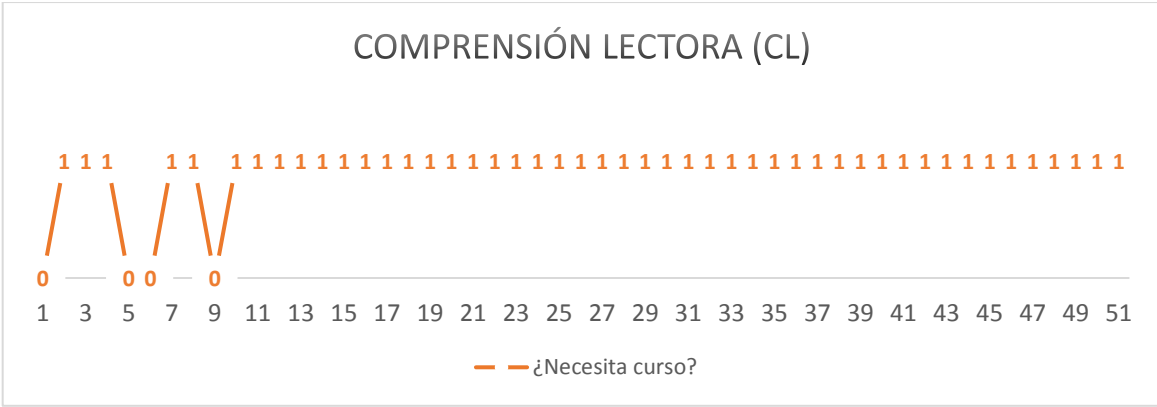 COMPRENSIÓN LECTORA (CL)
1 1 1 1 1 1 1 1 1 1 1 1 1 1 1 1 1 1 1 1 1 1 1 1 1 1 1 1 1 1 1 1 1 1 1 1 1 1 1 1 1 1 1 1 1 1 1
0 0 0 0
1 3 5 7 9 11 13 15 17 19 21 23 25 27 29 31 33 35 37 39 41 43 45 47 49 51
¿Necesita curso?